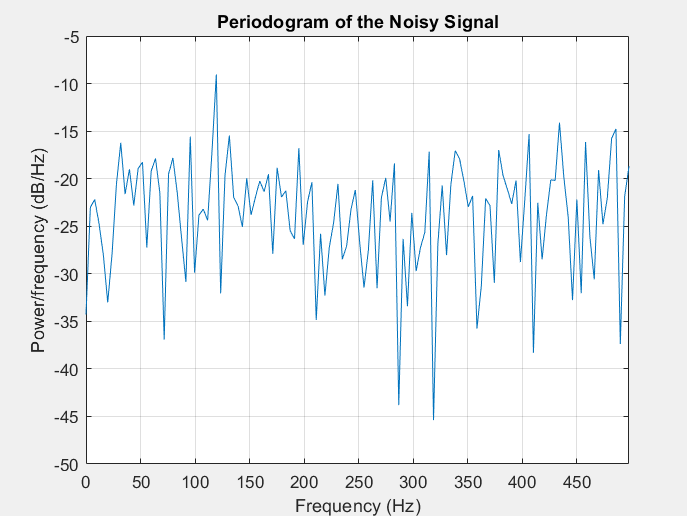 Periodogram of the Noisy Signal
-5
-10
-15
-20
-25
-30
-35
-40
-45
-50
Power/frequency (dB/Hz)
0 50 100 150 200 250 300 350 400 450
Frequency (Hz)